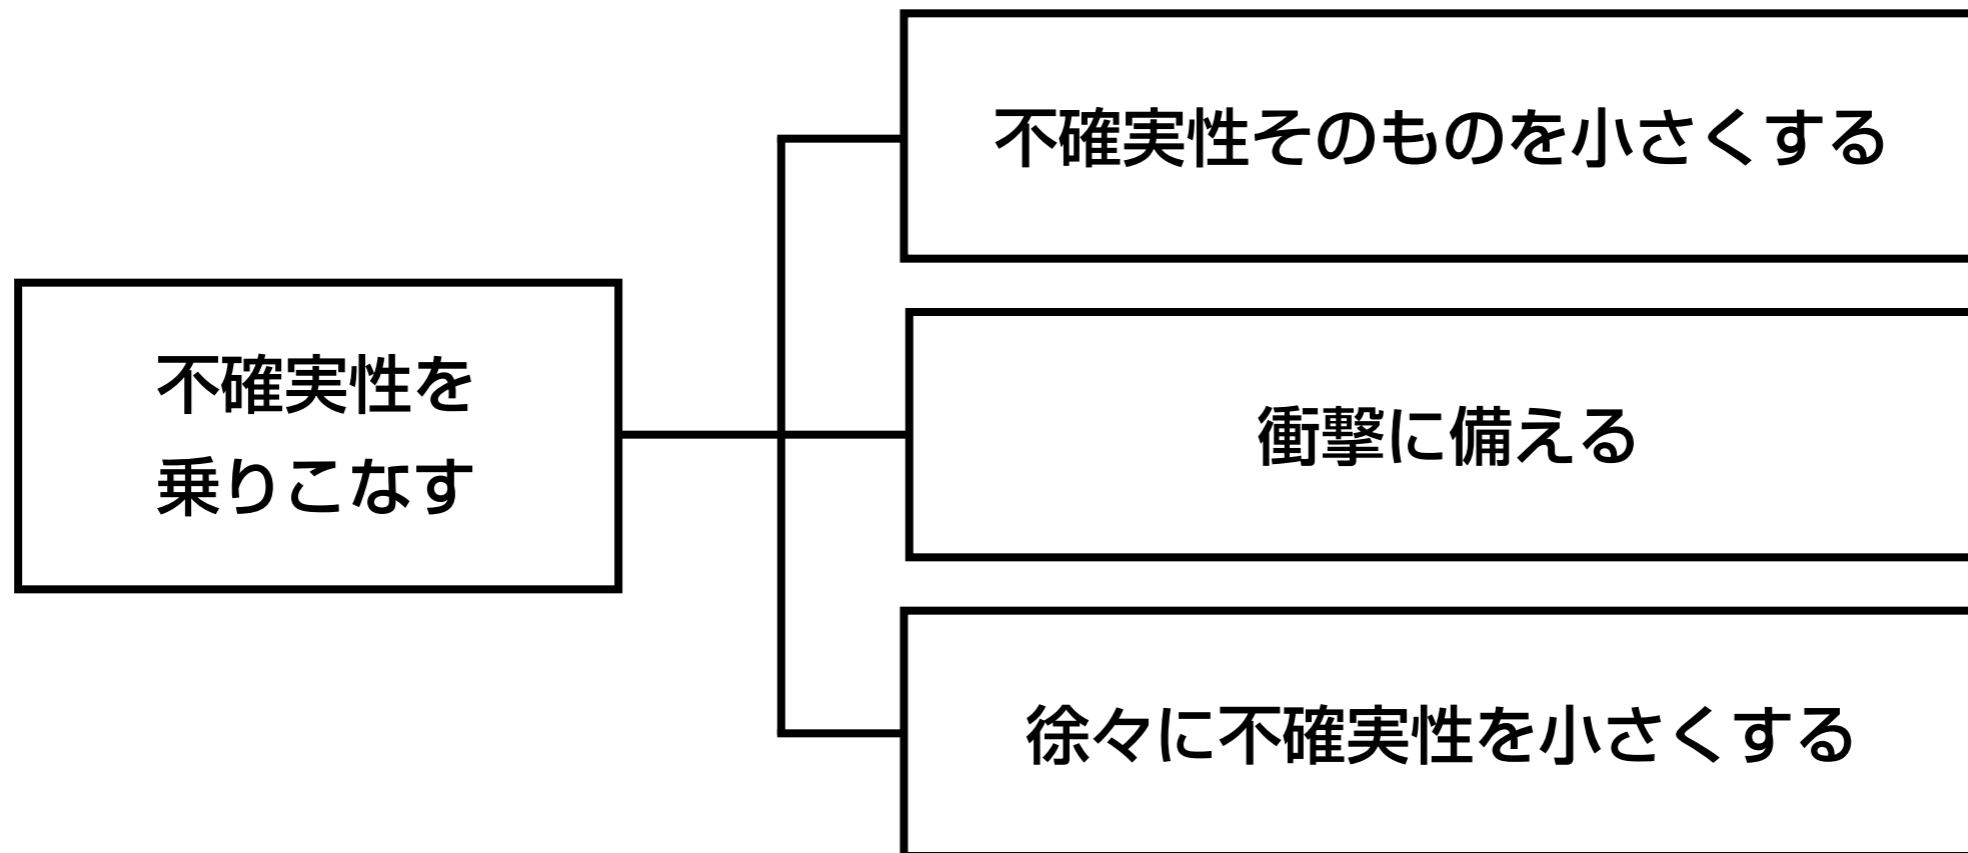 不確実性を
乗りこなす
不確実性そのものを小さくする
衝撃に備える
徐々に不確実性を小さくする